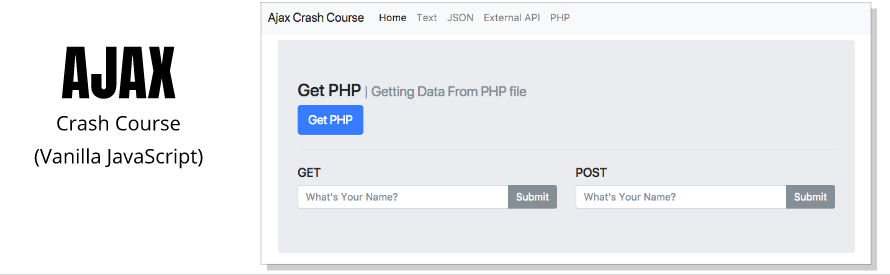 AJAX
Crash Course
(Vanilla JavaScript)
Ajax Crash Course Home Text JSON External API PHP
Get PHP | Getting Data From PHP file
Get PHP
GET
What's Your Name? Submit
POST
What's Your Name? Submit